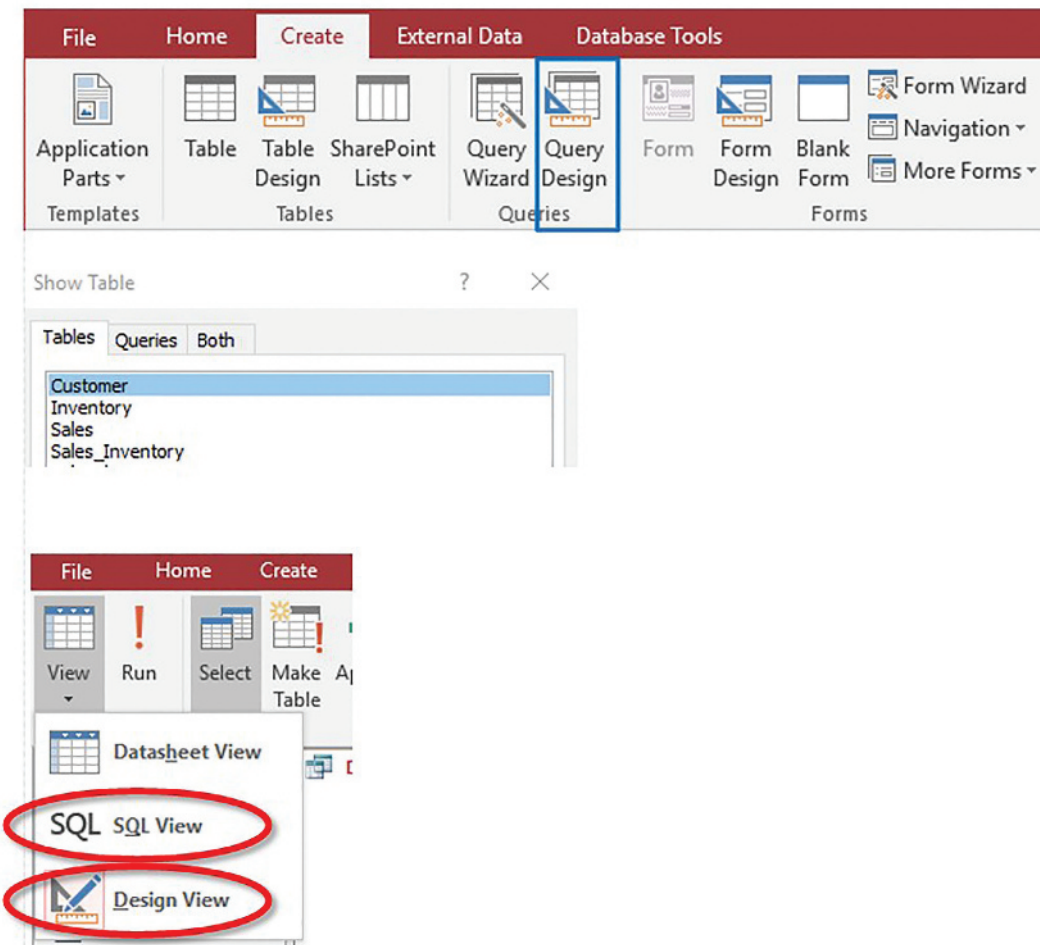 File Home Create External Data Database Tools
Application Parts
Table
Table Design
SharePoint Lists
Query Wizard
Query Design
Form
Form Design
Blank Form
Form Wizard
Navigation
More Forms
Templates Tables Queries Forms
Show Table ? ×
Tables Queries Both
Customer
Inventory
Sales
Sales_Inventory
File Home Create
View Run Select Make Table
Datasheet View
SQL SQL View
Design View